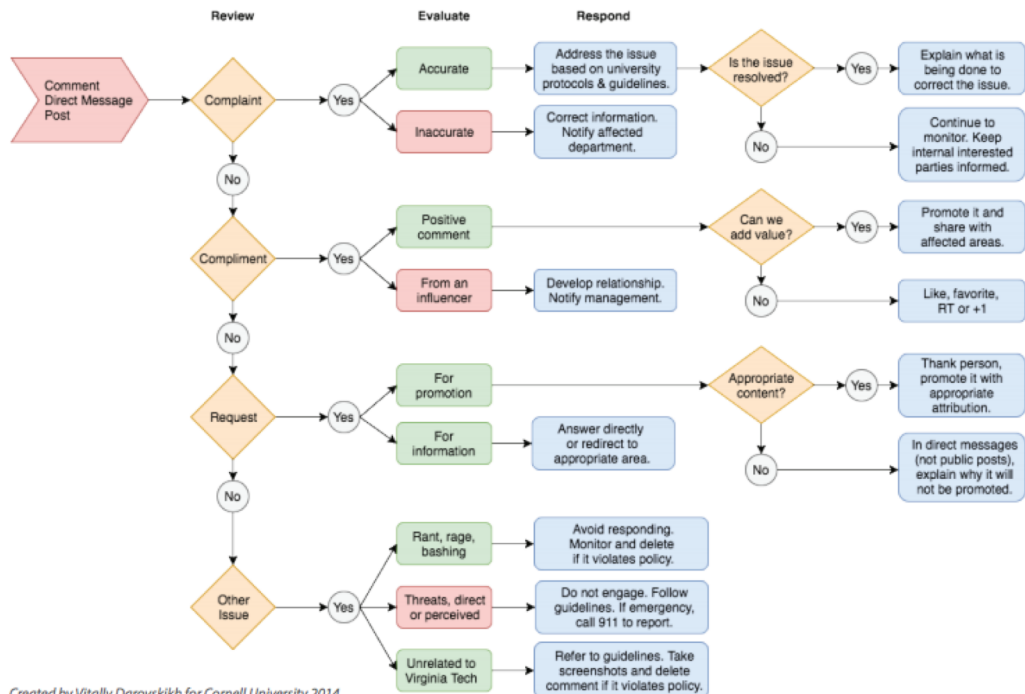 Review
Evaluate
Respond
Comment
Direct Message
Post
Complaint
Yes
Accurate
Address the issue
based on university
protocols & guidelines.
Is the issue
resolved?
Yes
Explain what is
being done to
correct the issue.
Inaccurate
Correct information.
Notify affected
department.
No
Continue to
monitor. Keep
internal interested
parties informed.
No
Compliment
Yes
Positive
comment
Can we
add value?
Yes
Promote it and
share with
affected areas.
From an
influencer
Develop relationship.
Notify management.
No
Like, favorite,
RT or +1
No
Request
Yes
For
promotion
Appropriate
content?
Yes
Thank person,
promote it with
appropriate
attribution.
For
information
Answer directly
or redirect to
appropriate area.
No
In direct messages
(not public posts),
explain why it will
not be promoted.
No
Other
Issue
Yes
Rant, rage,
bashing
Avoid responding.
Monitor and delete
if it violates policy.
Threats, direct
or perceived
Do not engage. Follow
guidelines. If emergency,
call 911 to report.
Unrelated to
Virginia Tech
Refer to guidelines. Take
screenshots and delete
comment if it violates policy.
Created by Vitally Darovskikh for Cornell University 2014